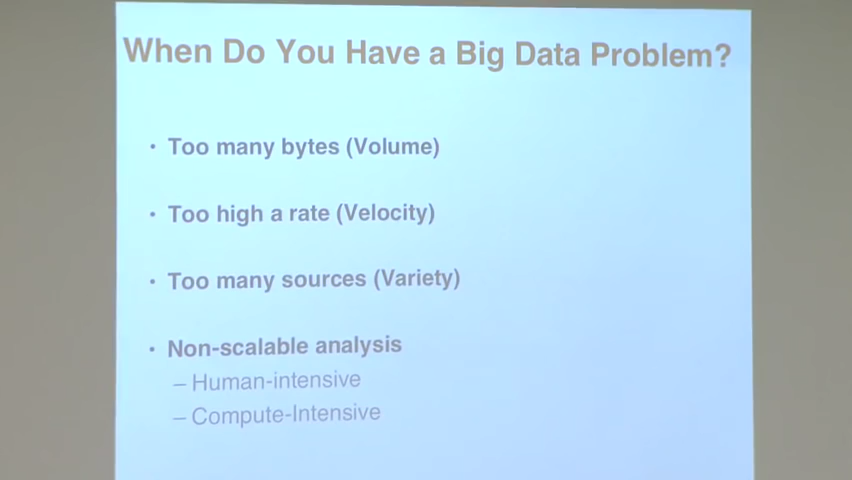 When Do You Have a Big Data Problem?
• Too many bytes (Volume)
• Too high a rate (Velocity)
• Too many sources (Variety)
• Non-scalable analysis
– Human-intensive
– Compute-Intensive